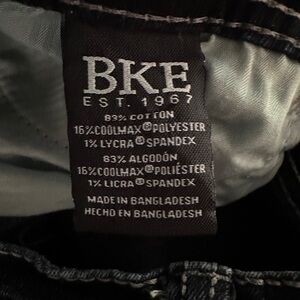 BKE
EST. 1967
83% COTTON
16% COOLMAX® POLYESTER
1% LYCRA® SPANDEX
83% ALGODÓN
16% COOLMAX® POLIÉSTER
1% LICRA® SPANDEX
MADE IN BANGLADESH
HECHO EN BANGLADESH